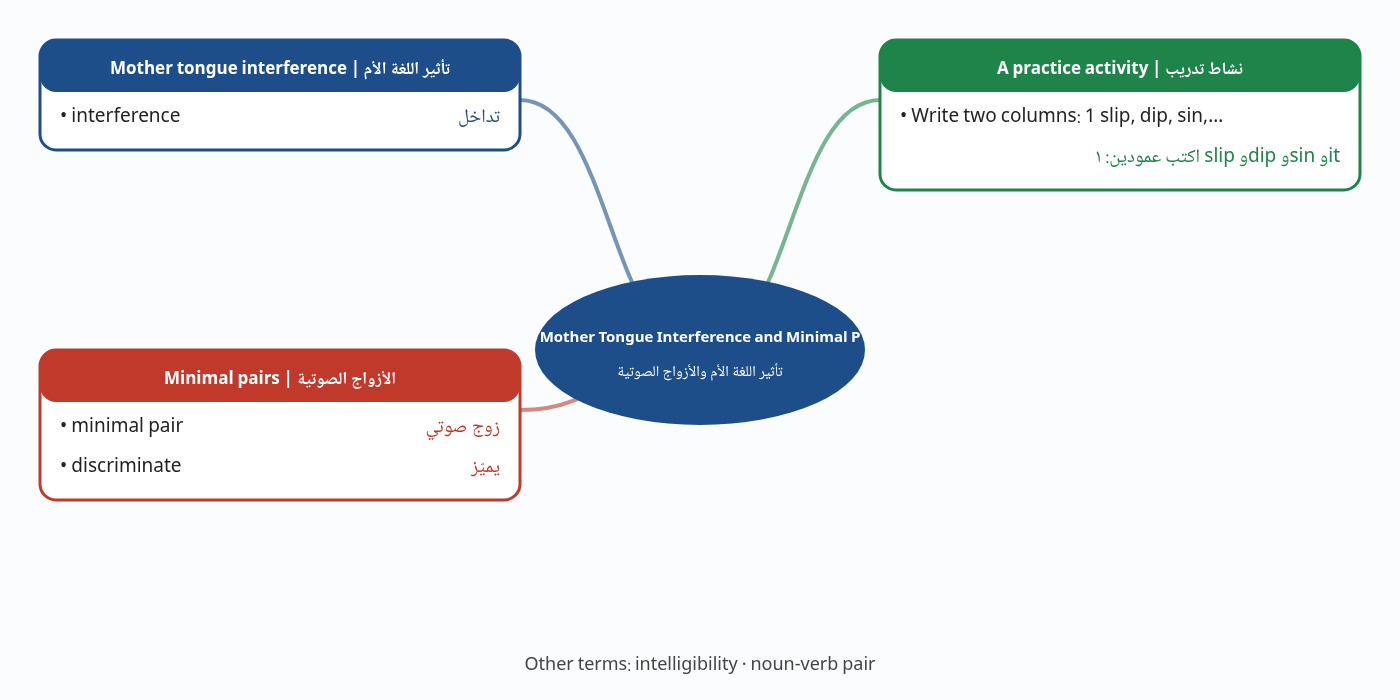 Mother tongue interference | تأثير اللغة الأم
• interference تداخل
A practice activity | نشاط تدريب
• Write two columns: 1 slip, dip, sin,...
اكتب عمودين: ١ slip وdip وsin وit
Mother Tongue Interference and Minimal P
تأثير اللغة الأم والأزواج الصوتية
Minimal pairs | الأزواج الصوتية
• minimal pair زوج صوتي
• discriminate يميّز
Other terms: intelligibility · noun-verb pair